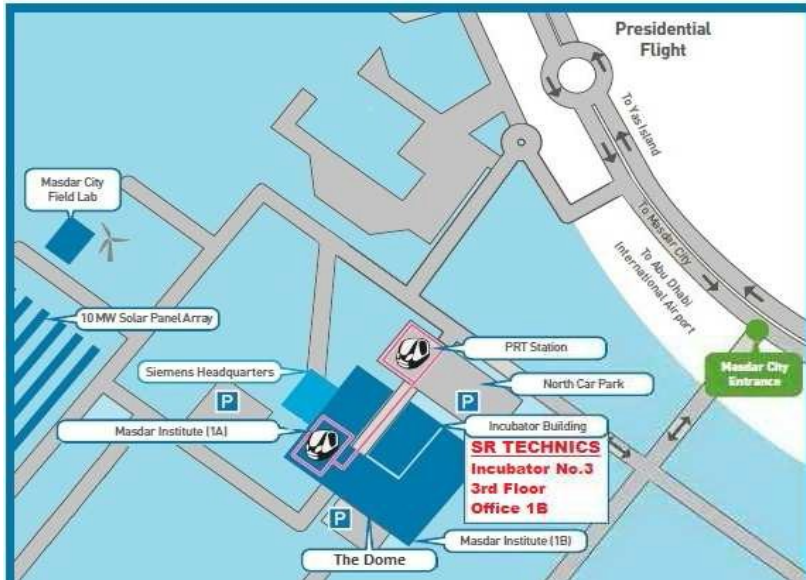 Presidential
Flight
To Yas Island
Masdar City
Field Lab
To Masdar City
To Abu Dhabi
International Airport
10 MW Solar Panel Array
PRT Station
Masdar City
Entrance
Siemens Headquarters
North Car Park
P
P
Masdar Institute (1A)
Incubator Building
SR TECHNICS
Incubator No.3
3rd Floor
Office 1B
P
Masdar Institute (1B)
The Dome